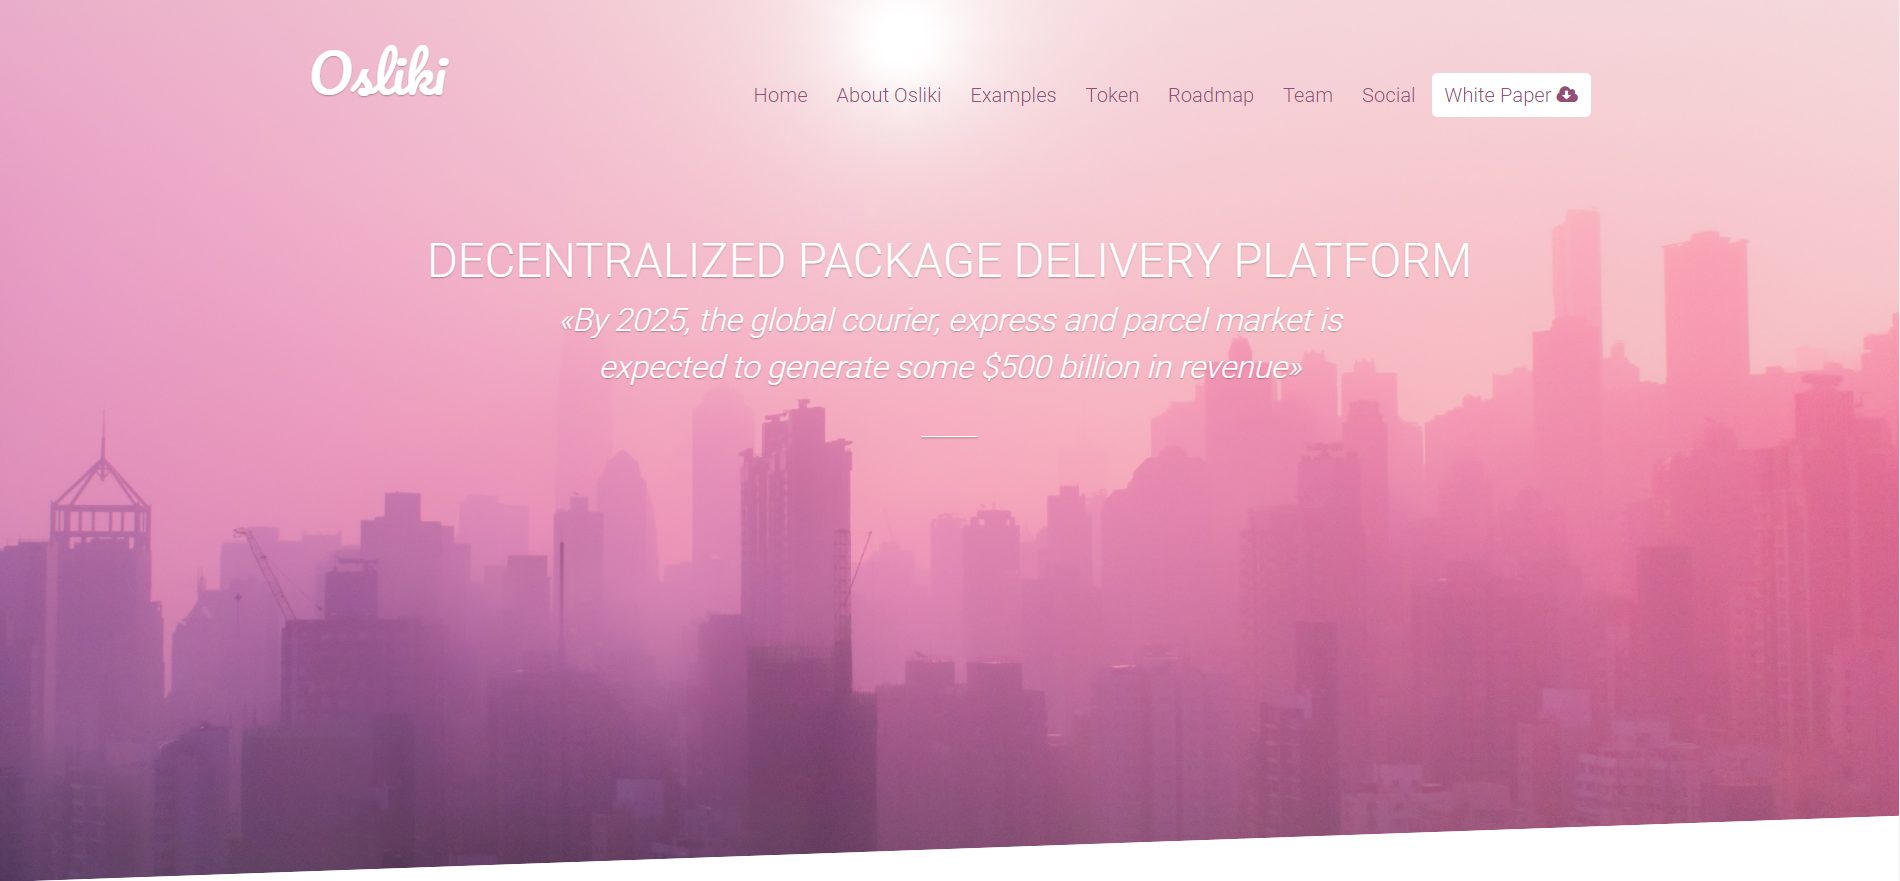 Osliki
Home About Osliki Examples Token Roadmap Team Social White Paper
DECENTRALIZED PACKAGE DELIVERY PLATFORM
«By 2025, the global courier, express and parcel market is
expected to generate some $500 billion in revenue»